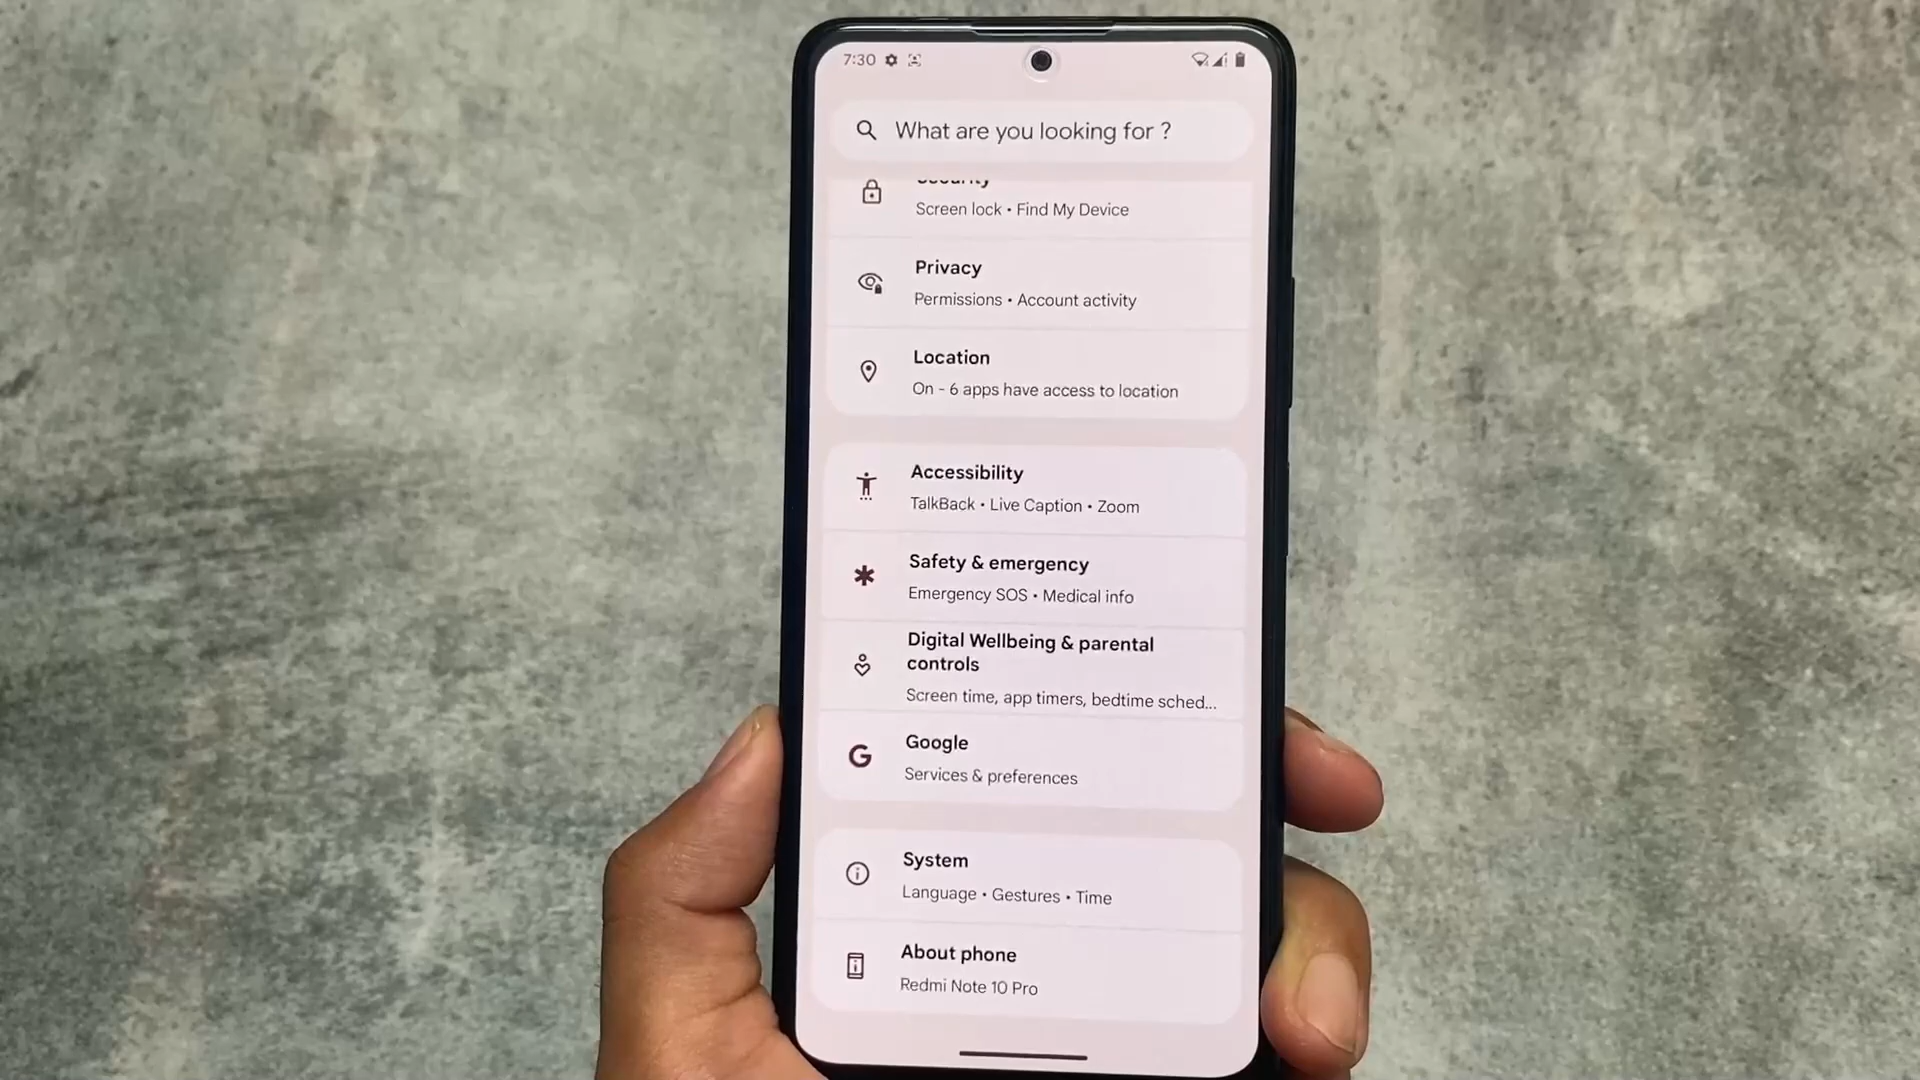 7:30
What are you looking for ?
Security
Screen lock • Find My Device
Privacy
Permissions • Account activity
Location
On - 6 apps have access to location
Accessibility
TalkBack • Live Caption • Zoom
Safety & emergency
Emergency SOS • Medical info
Digital Wellbeing & parental
controls
Screen time, app timers, bedtime sched...
Google
Services & preferences
System
Language • Gestures • Time
About phone
Redmi Note 10 Pro